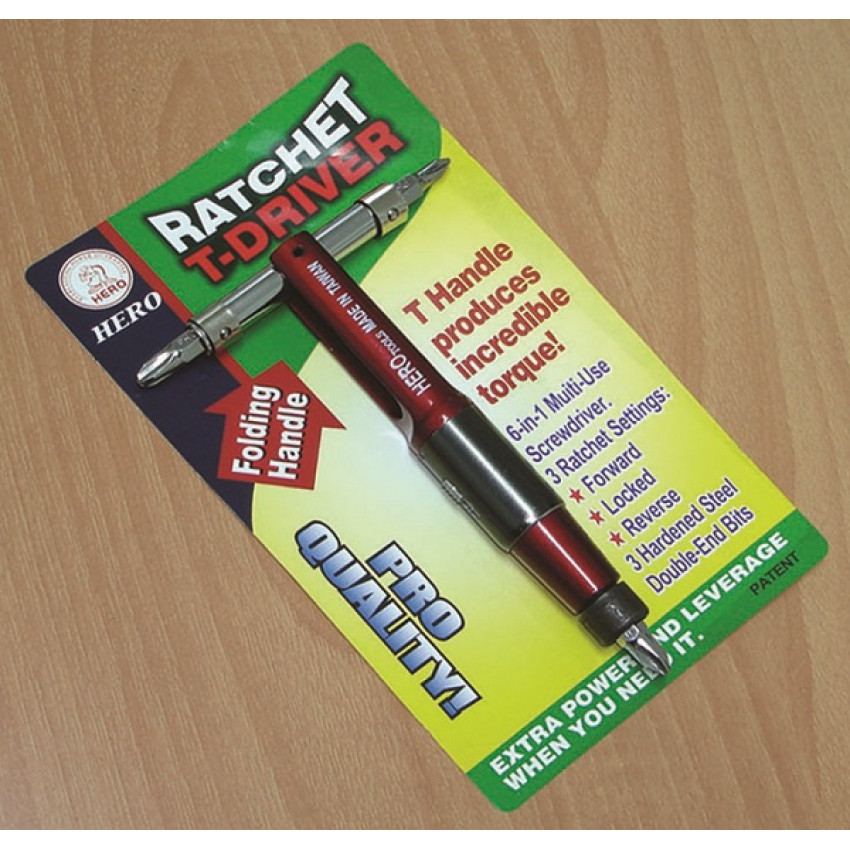 RATCHET
T-DRIVER
HERO
HERO
Folding
Handle
HERO TOOLS MADE IN TAIWAN
T Handle
produces
incredible
torque!
6-in-1 Muiti-Use
Screwdriver.
3 Ratchet Settings:
★ Forward
★ Locked
★ Reverse
3 Hardened Steel
Double-End Bits
PRO
QUALITY!
EXTRA POWER AND LEVERAGE
WHEN YOU NEED IT.
PATENT